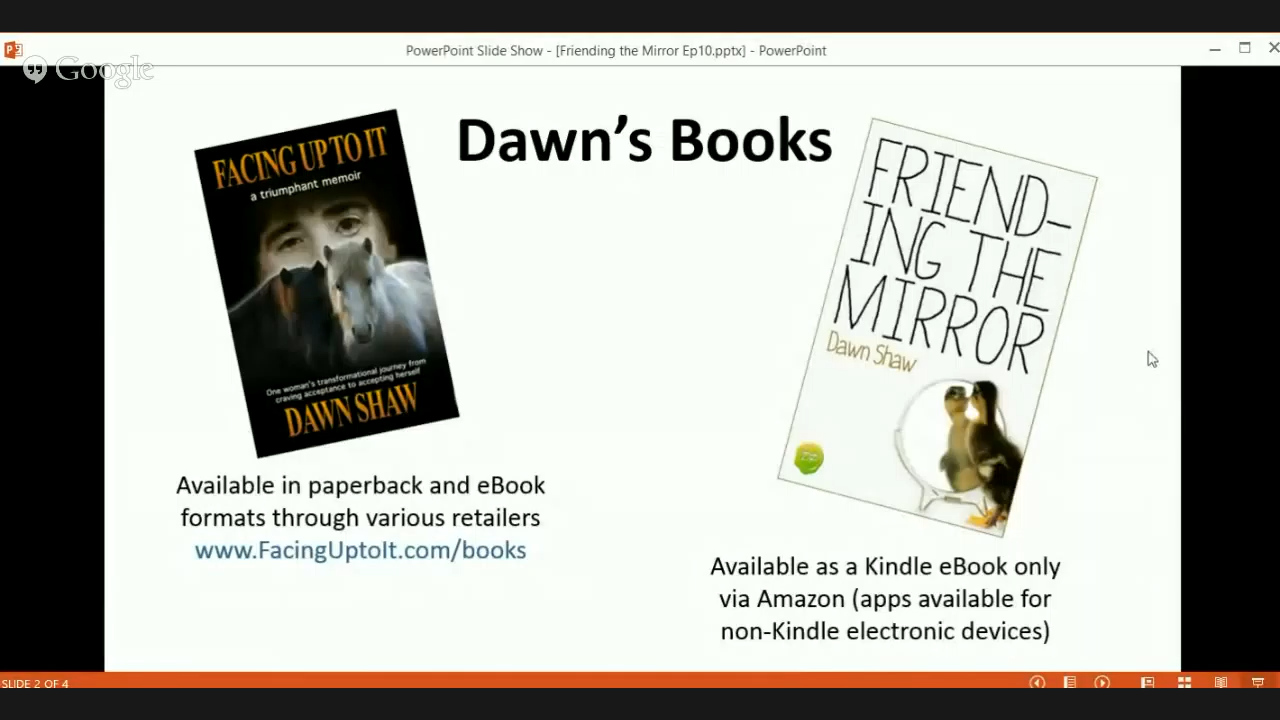 PowerPoint Slide Show - [Friending the Mirror Ep10.pptx] - PowerPoint
Google
Dawn's Books
FACING UP TO IT
a triumphant memoir
One woman's transformational journey from
craving acceptance to accepting herself
DAWN SHAW
Available in paperback and eBook
formats through various retailers
www.FacingUptoIt.com/books
FRIEND-
ING THE
MIRROR
Dawn Shaw
Available as a Kindle eBook only
via Amazon (apps available for
non-Kindle electronic devices)
SLIDE 2 OF 4